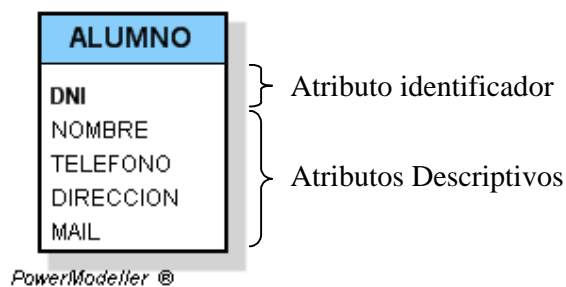 ALUMNO
DNI
Atributo identificador
NOMBRE
TELEFONO
Atributos Descriptivos
DIRECCION
MAIL
PowerModeller ®